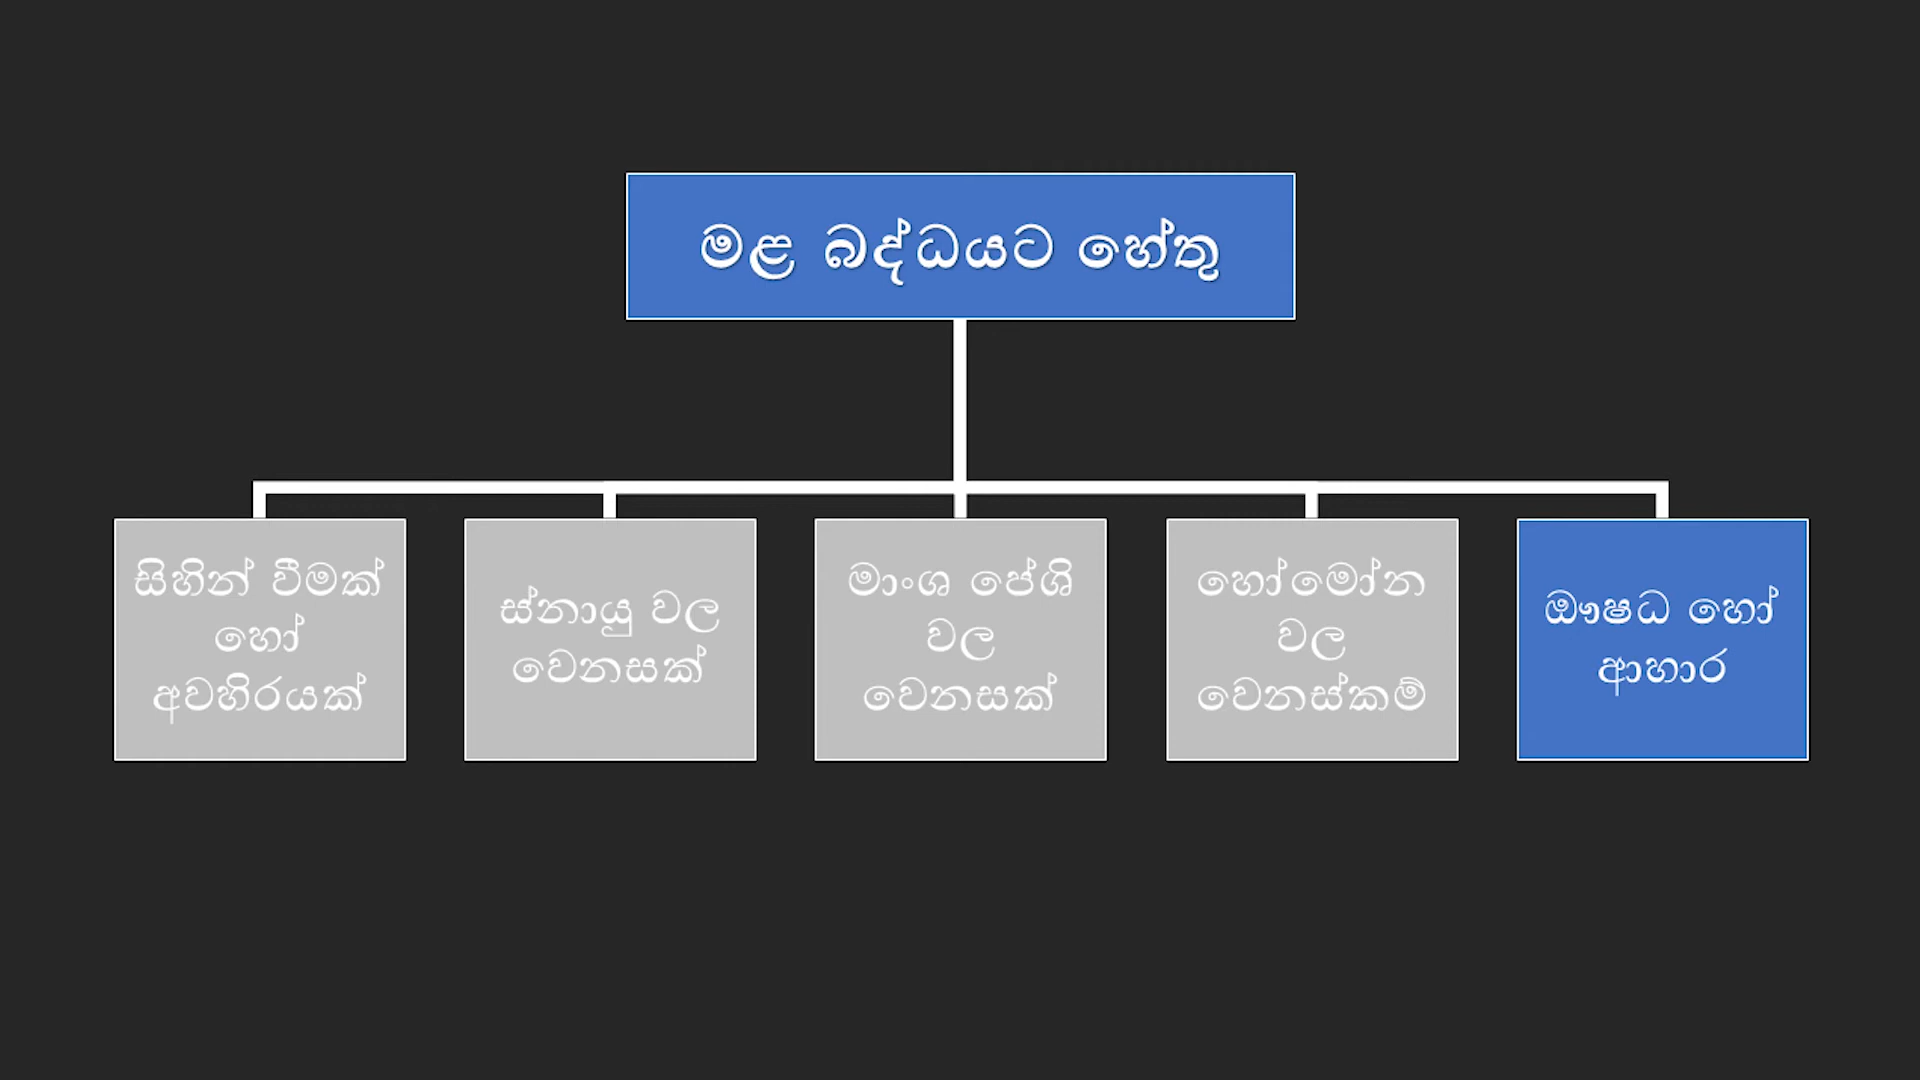 මළ බද්ධයට හේතු
සිහින් වීමක්
හෝ
අවහිරයක්
ස්නායු වල
වෙනසක්
මාංශ පේශි
වල
වෙනසක්
හෝමෝන
වල
වෙනස්කම්
ඖෂධ හෝ
ආහාර